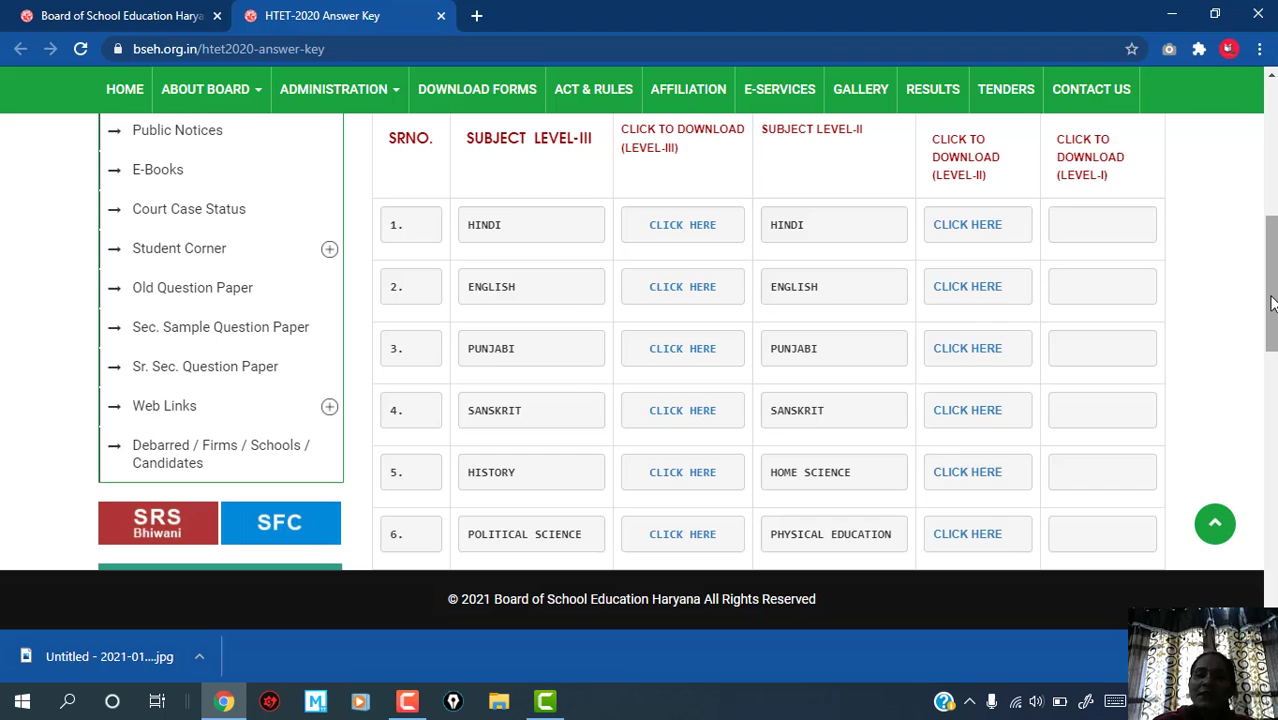 Board of School Education Harya
HTET-2020 Answer Key
bseh.org.in/htet2020-answer-key
HOME
ABOUT BOARD
ADMINISTRATION
DOWNLOAD FORMS
ACT & RULES
AFFILIATION
E-SERVICES
GALLERY
RESULTS
TENDERS
CONTACT US
Public Notices
E-Books
Court Case Status
Student Corner
Old Question Paper
Sec. Sample Question Paper
Sr. Sec. Question Paper
Web Links
Debarred / Firms / Schools /
Candidates
SRS
Bhiwani
SFC
SRNO.
SUBJECT LEVEL-III
CLICK TO DOWNLOAD
(LEVEL-III)
SUBJECT LEVEL-II
CLICK TO
DOWNLOAD
(LEVEL-II)
CLICK TO
DOWNLOAD
(LEVEL-I)
1. HINDI CLICK HERE HINDI CLICK HERE
2. ENGLISH CLICK HERE ENGLISH CLICK HERE
3. PUNJABI CLICK HERE PUNJABI CLICK HERE
4. SANSKRIT CLICK HERE SANSKRIT CLICK HERE
5. HISTORY CLICK HERE HOME SCIENCE CLICK HERE
6. POLITICAL SCIENCE CLICK HERE PHYSICAL EDUCATION CLICK HERE
© 2021 Board of School Education Haryana All Rights Reserved
Untitled - 2021-01....jpg